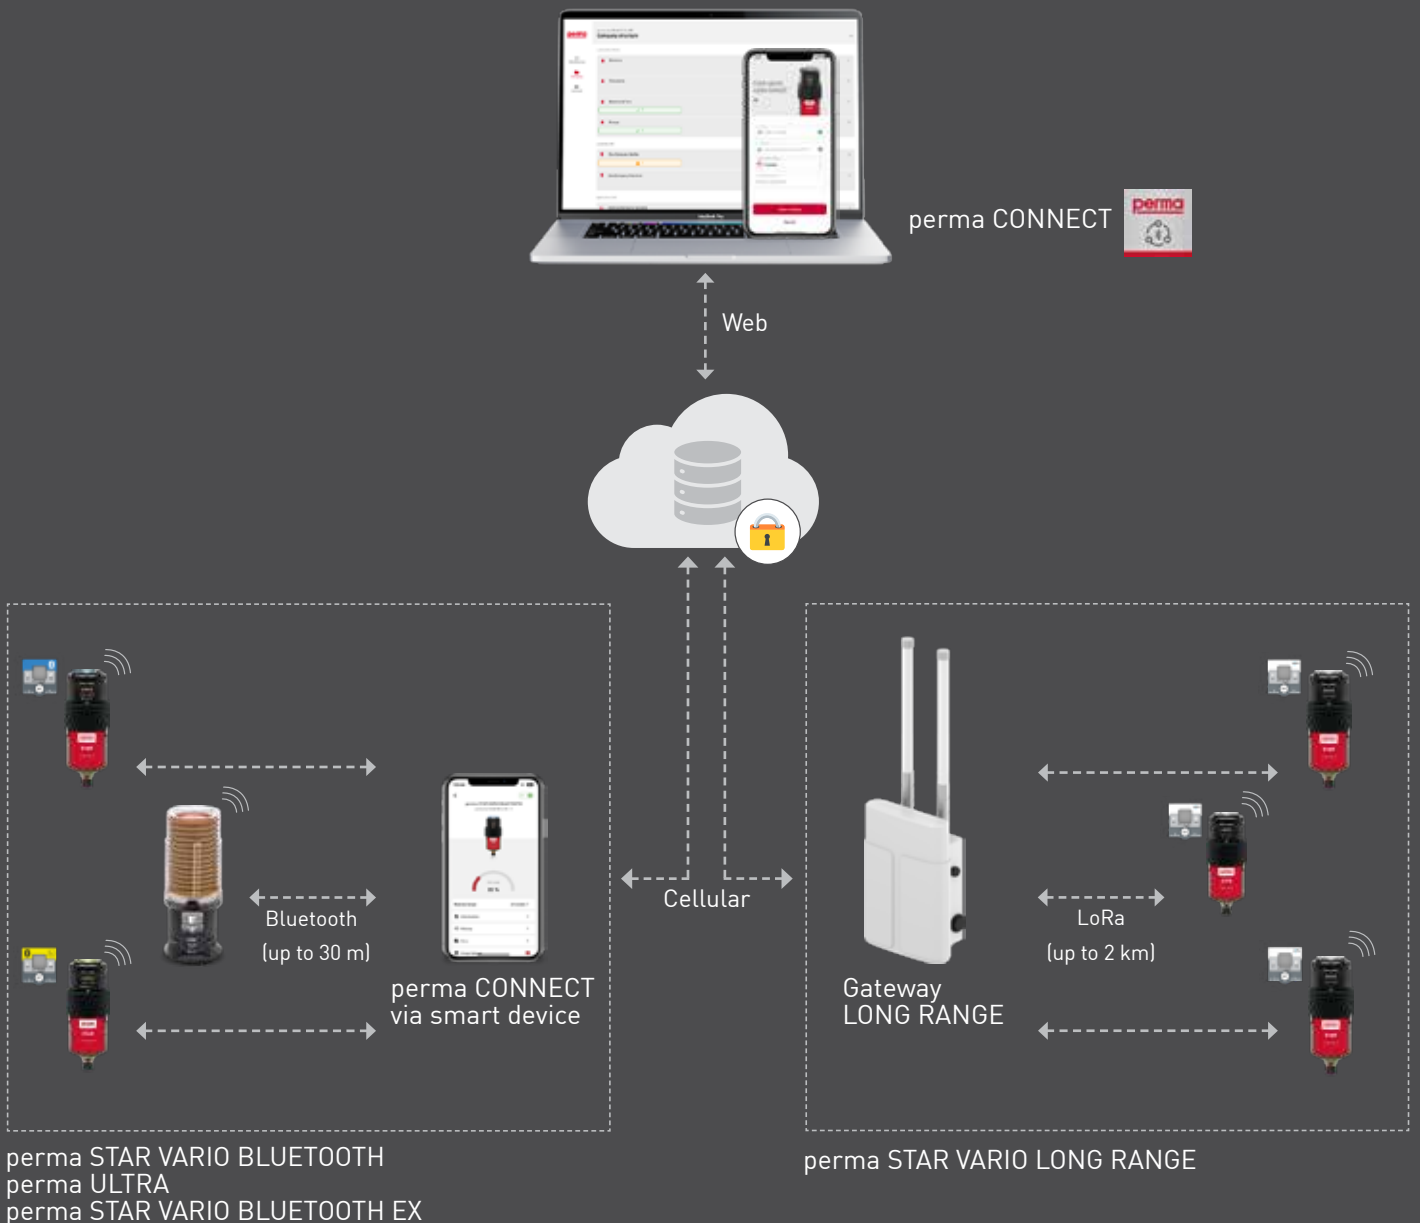 perma
perma CONNECT
perma
Web
Cellular
Bluetooth
(up to 30 m)
30 %
perma CONNECT
via smart device
Gateway
LONG RANGE
LoRa
(up to 2 km)
perma STAR VARIO BLUETOOTH
perma ULTRA
perma STAR VARIO BLUETOOTH EX
perma STAR VARIO LONG RANGE